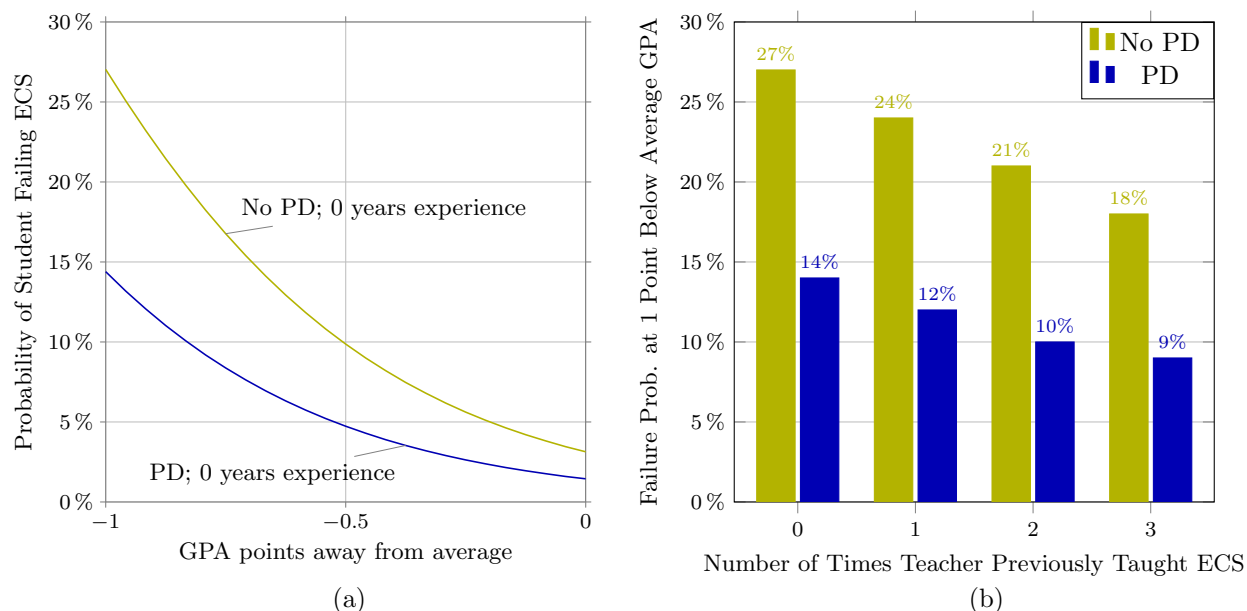 Probability of Student Failing ECS
30 %
25 %
20 %
15 %
10 %
5 %
0 %
No PD; 0 years experience
PD; 0 years experience
−1
−0.5
0
GPA points away from average
(a)
Failure Prob. at 1 Point Below Average GPA
30 %
25 %
20 %
15 %
10 %
5 %
0 %
No PD
PD
27%
24%
21%
18%
14%
12%
10%
9%
0
1
2
3
Number of Times Teacher Previously Taught ECS
(b)